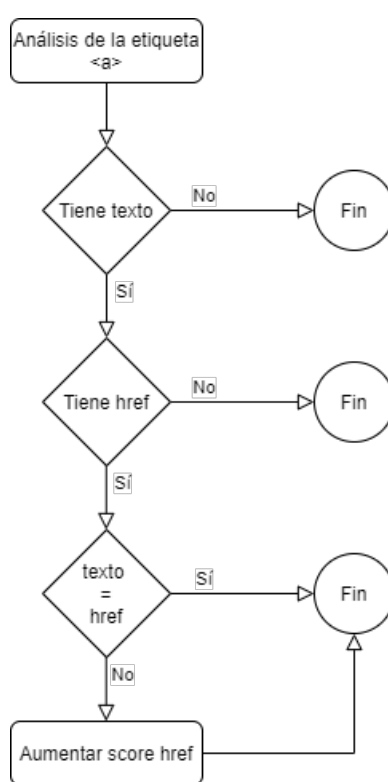 Análisis de la etiqueta
<a>
Tiene texto
No
Fin
Sí
Tiene href
No
Fin
Sí
texto
=
href
Sí
Fin
No
Aumentar score href